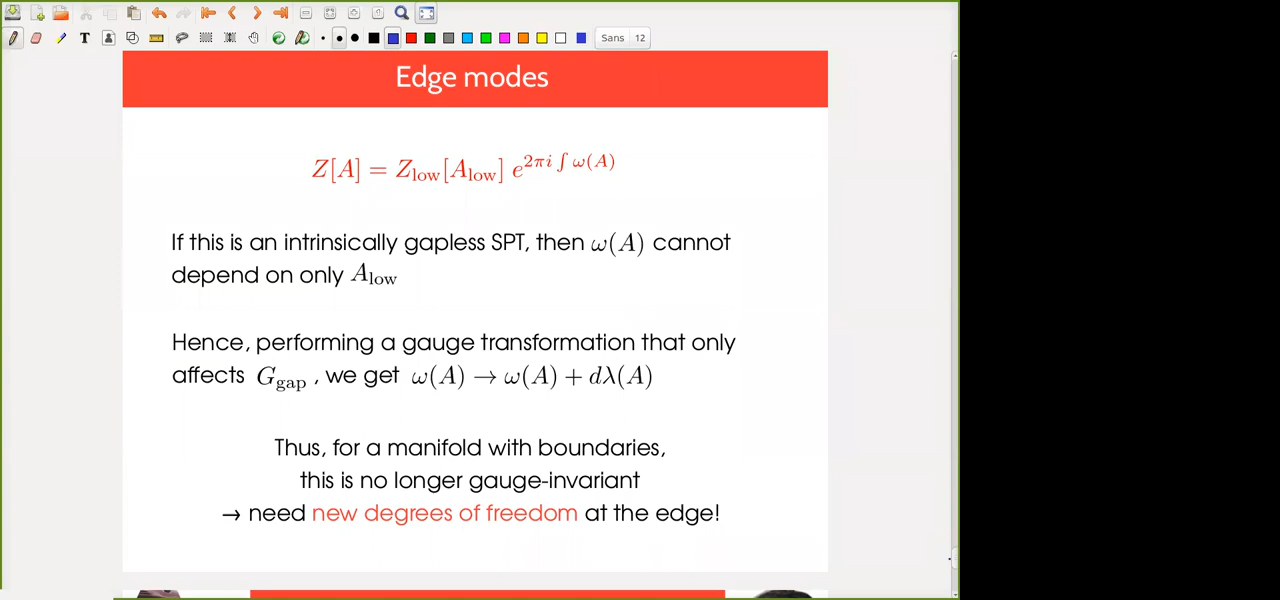 Sans 12
Edge modes
Z[A] = Z_low[A_low] e^{2πi ∫ ω(A)}
If this is an intrinsically gapless SPT, then ω(A) cannot
depend on only A_low
Hence, performing a gauge transformation that only
affects G_gap , we get ω(A) → ω(A) + dλ(A)
Thus, for a manifold with boundaries,
this is no longer gauge-invariant
→ need new degrees of freedom at the edge!